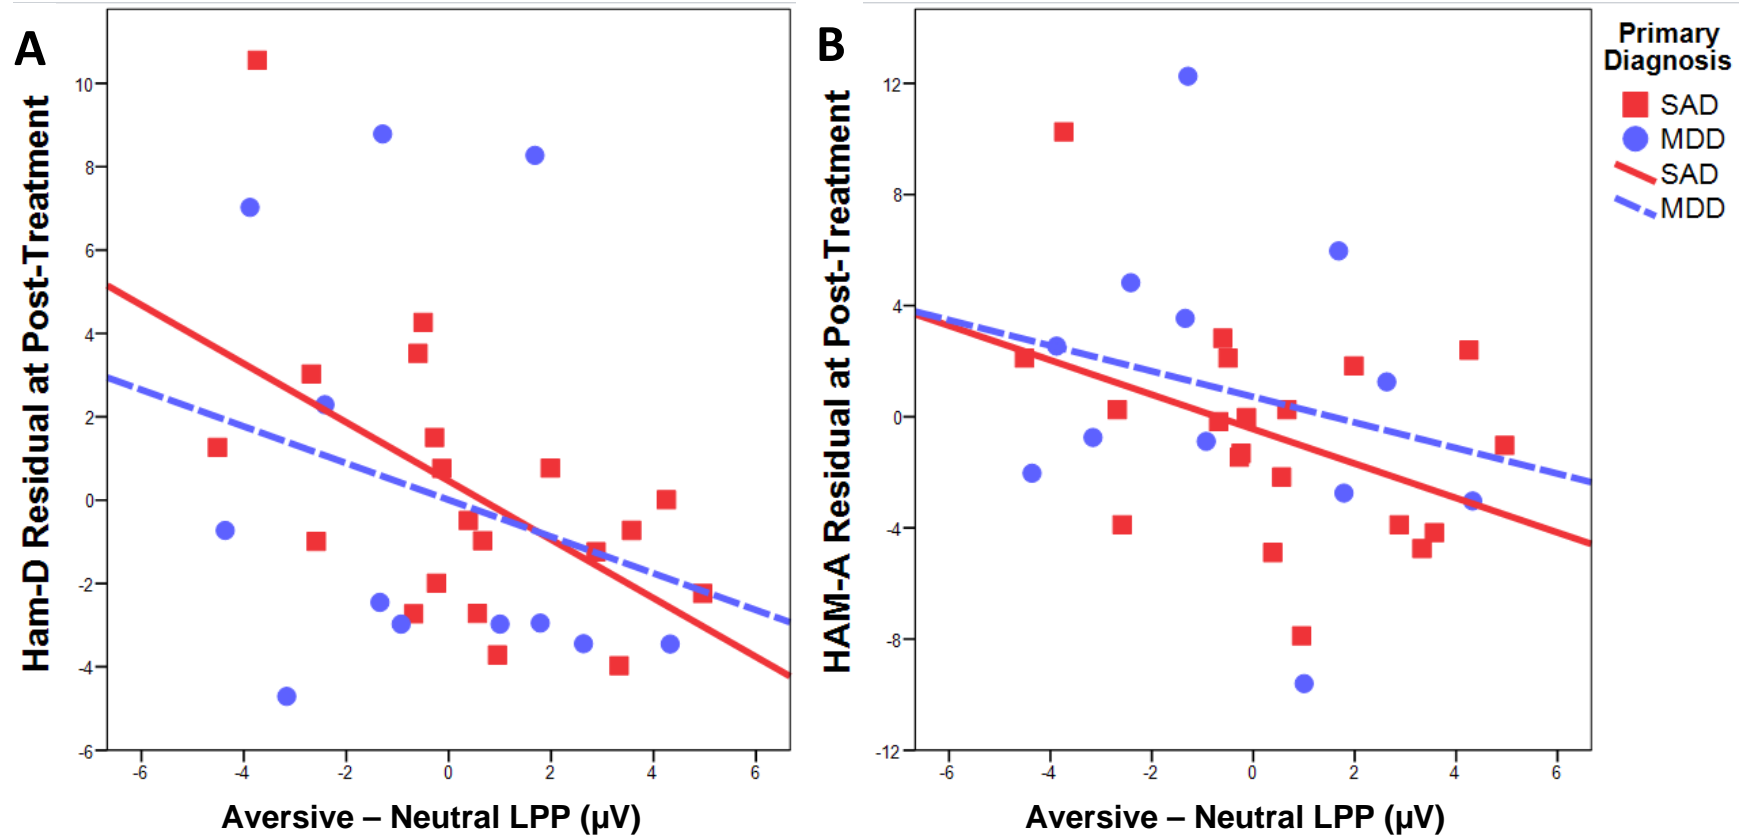 A
Ham-D Residual at Post-Treatment
10
8
6
4
2
0
-2
-4
-6
-6
-4
-2
0
2
4
6
Aversive – Neutral LPP (µV)
B
HAM-A Residual at Post-Treatment
12
8
4
0
-4
-8
-12
-6
-4
-2
0
2
4
6
Aversive – Neutral LPP (µV)
Primary
Diagnosis
SAD
MDD
SAD
MDD